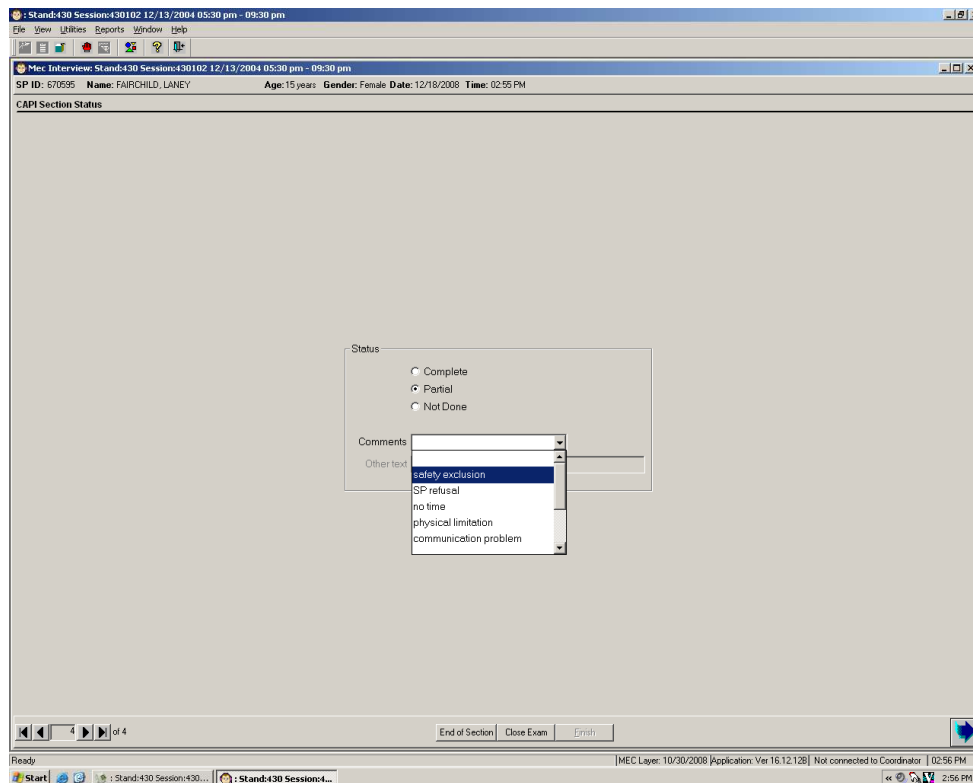 : Stand:430 Session:430102 12/13/2004 05:30 pm - 09:30 pm
File View Utilities Reports Window Help
Mec Interview: Stand:430 Session:430102 12/13/2004 05:30 pm - 09:30 pm
SP ID: 670595 Name: FAIRCHILD, LANEY Age: 15 years Gender: Female Date: 12/18/2008 Time: 02:55 PM
CAPI Section Status
Status
Complete
Partial
Not Done
Comments
Other text
safety exclusion
SP refusal
no time
physical limitation
communication problem
4 of 4
End of Section Close Exam Finish
Ready MEC Layer: 10/30/2008 Application: Ver 16.12.12B Not connected to Coordinator 02:56 PM
Start : Stand:430 Session:430... : Stand:430 Session:4... « 2:56 PM